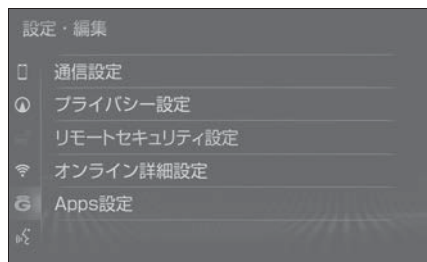 設定・編集
通信設定
プライバシー設定
リモートセキュリティ設定
オンライン詳細設定
Apps設定